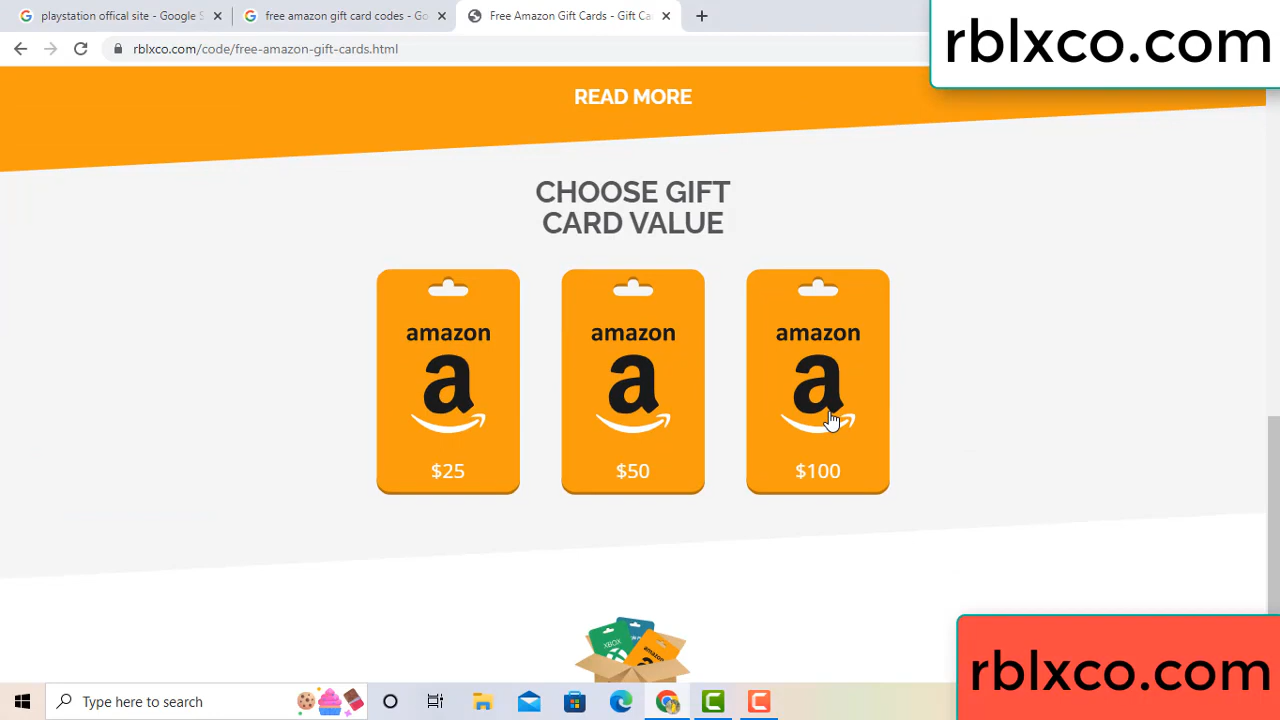 playstation offical site - Google S
free amazon gift card codes - Go
Free Amazon Gift Cards - Gift Ca
rblxco.com/code/free-amazon-gift-cards.html
rblxco.com
READ MORE
CHOOSE GIFT
CARD VALUE
amazon amazon amazon
a a a
$25 $50 $100
XBOX
amazon
rblxco.com
Type here to search